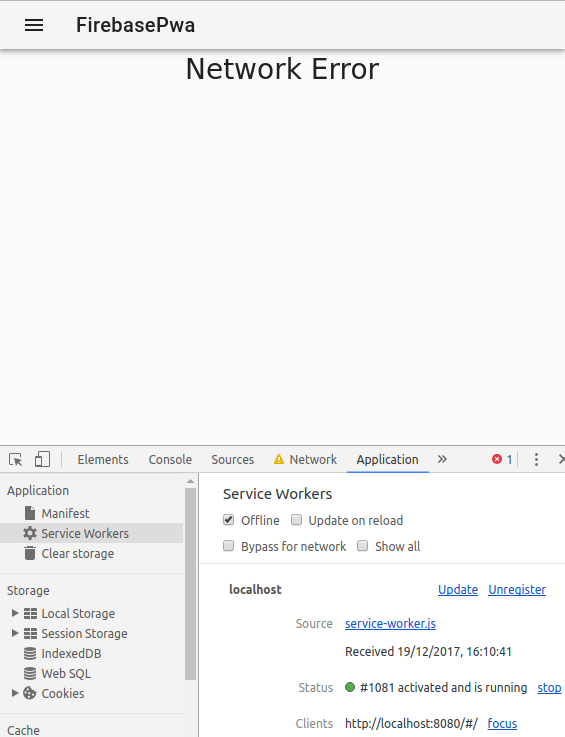 FirebasePwa
Network Error
Elements Console Sources Network Application » 1
Application
Manifest
Service Workers
Clear storage
Storage
Local Storage
Session Storage
IndexedDB
Web SQL
Cookies
Cache
Service Workers
Offline Update on reload
Bypass for network Show all
localhost Update Unregister
Source service-worker.js
Received 19/12/2017, 16:10:41
Status #1081 activated and is running stop
Clients http://localhost:8080/#/ focus